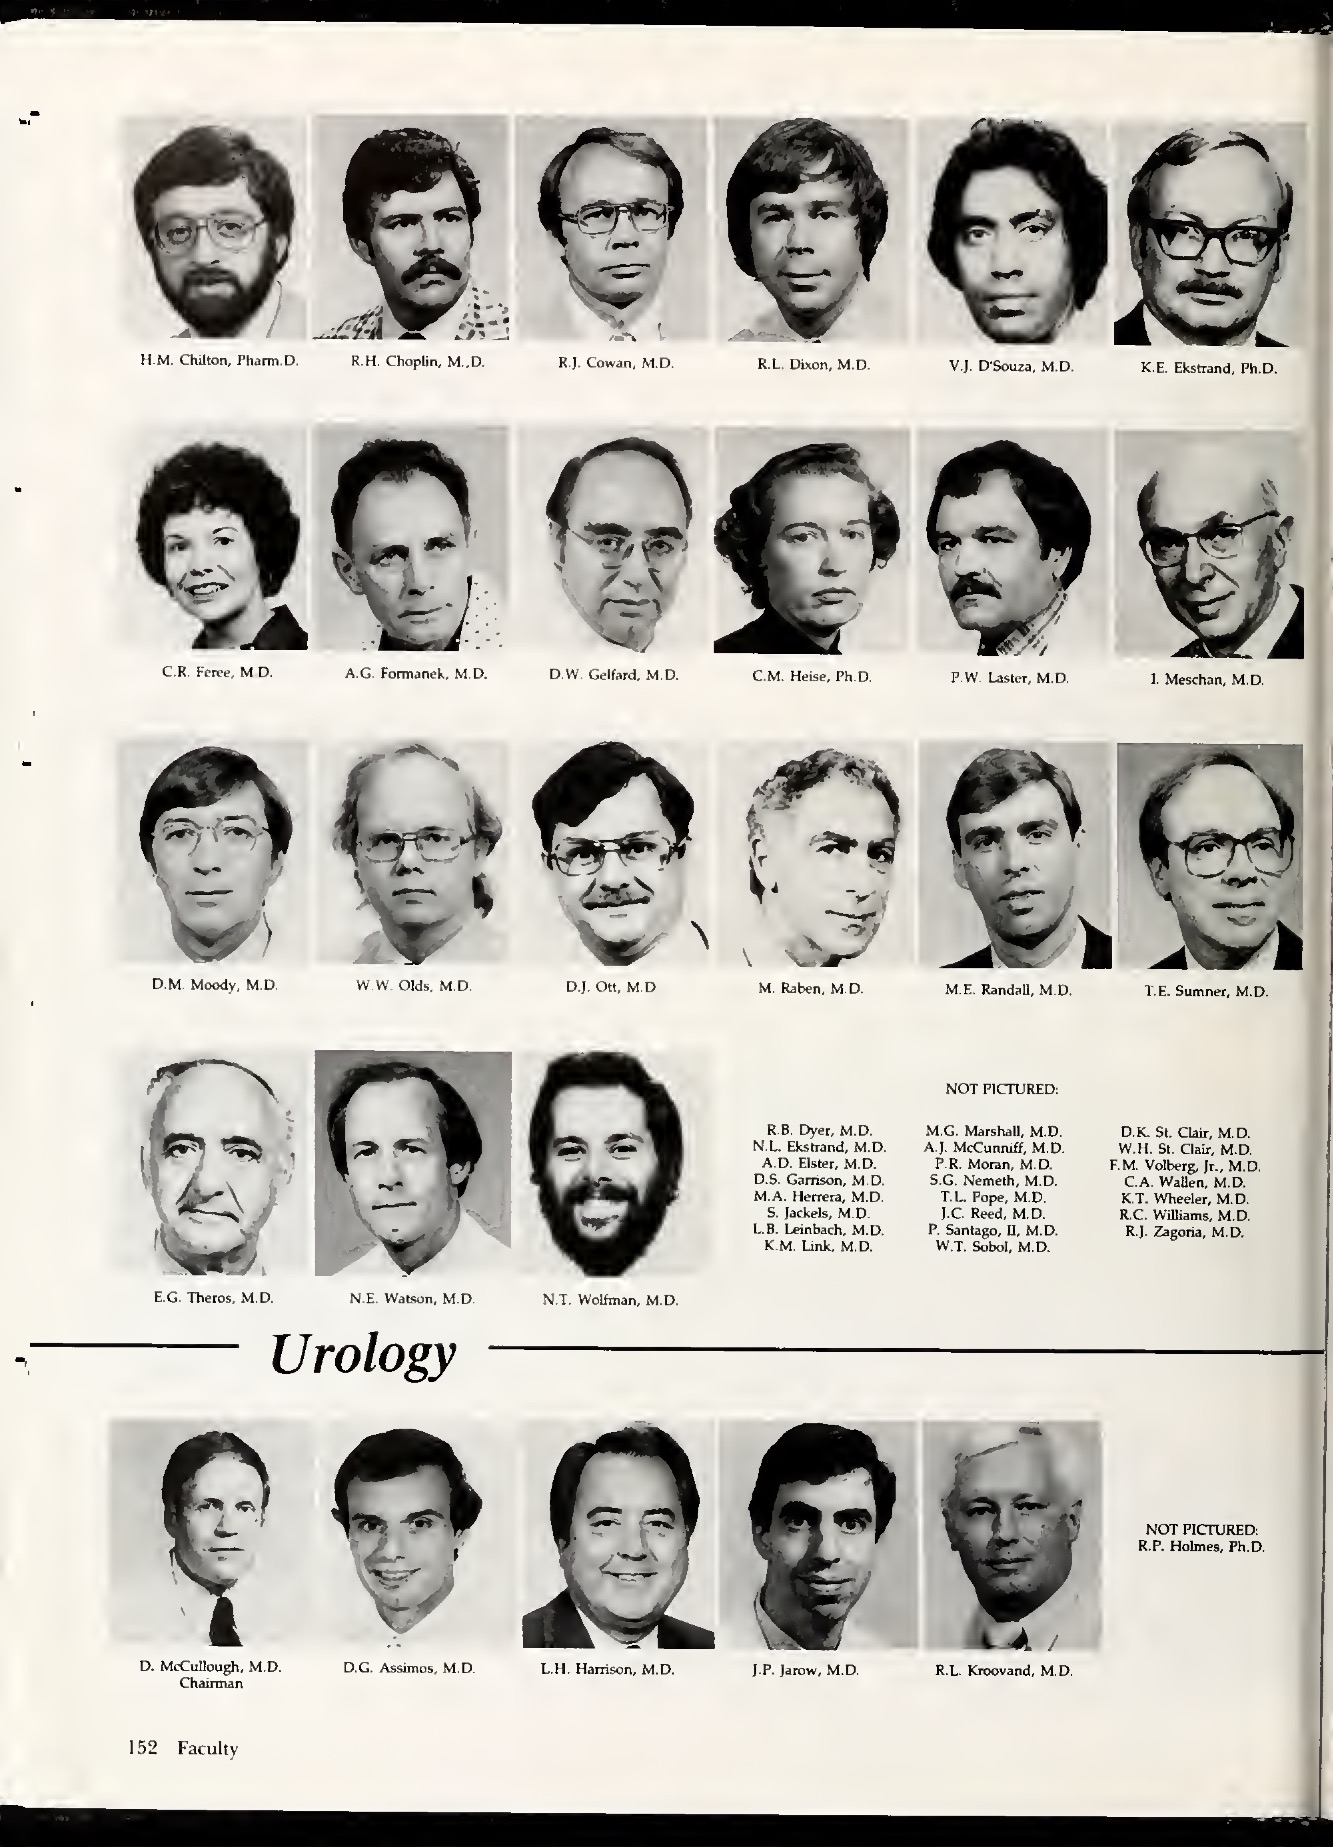 H.M. Chilton, Pharm.D.
R.H. Choplin, M.,D.
R.J. Cowan, M.D.
R.L. Dixon, M.D.
V.J. D'Souza, M.D.
K.E. Ekstrand, Ph.D.
C.R. Feree, M.D.
A.G. Formanek, M.D.
D.W. Gelfard, M.D.
C.M. Heise, Ph.D.
P.W. Laster, M.D.
I. Meschan, M.D.
D.M. Moody, M.D.
W.W. Olds, M.D.
D.J. Ott, M.D
M. Raben, M.D.
M.E. Randall, M.D.
T.E. Sumner, M.D.
E.G. Theros, M.D.
N.E. Watson, M.D.
N.T. Wolfman, M.D.
NOT PICTURED:
R.B. Dyer, M.D.
N.L. Ekstrand, M.D.
A.D. Elster, M.D.
D.S. Garrison, M.D.
M.A. Herrera, M.D.
S. Jackels, M.D.
L.B. Leinbach, M.D.
K.M. Link, M.D.
M.G. Marshall, M.D.
A.J. McCunniff, M.D.
P.R. Moran, M.D.
S.G. Nemeth, M.D.
T.L. Pope, M.D.
J.C. Reed, M.D.
P. Santago, II, M.D.
W.T. Sobol, M.D.
D.K. St. Clair, M.D.
W.H. St. Clair, M.D.
F.M. Volberg, Jr., M.D.
C.A. Wallen, M.D.
K.T. Wheeler, M.D.
R.C. Williams, M.D.
R.J. Zagoria, M.D.
Urology
D. McCullough, M.D.
Chairman
D.G. Assimos, M.D.
L.H. Harrison, M.D.
J.P. Jarow, M.D.
R.L. Kroovand, M.D.
NOT PICTURED:
R.P. Holmes, Ph.D.
152 Faculty